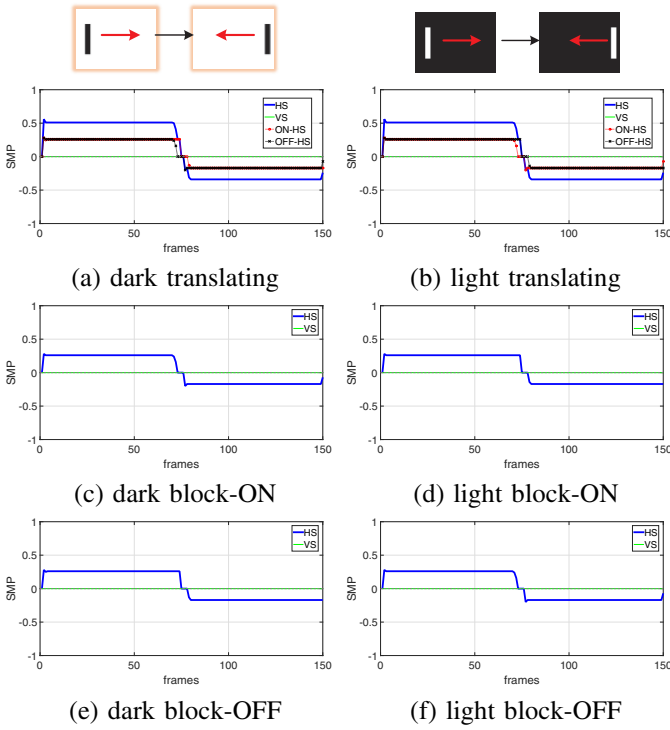 1
0.5
0
-0.5
-1
SMP
0 50 100 150
frames
HS
VS
ON-HS
OFF-HS
(a) dark translating
1
0.5
0
-0.5
-1
SMP
0 50 100 150
frames
HS
VS
ON-HS
OFF-HS
(b) light translating
1
0.5
0
-0.5
-1
SMP
0 50 100 150
frames
HS
VS
(c) dark block-ON
1
0.5
0
-0.5
-1
SMP
0 50 100 150
frames
HS
VS
(d) light block-ON
1
0.5
0
-0.5
-1
SMP
0 50 100 150
frames
HS
VS
(e) dark block-OFF
1
0.5
0
-0.5
-1
SMP
0 50 100 150
frames
HS
VS
(f) light block-OFF